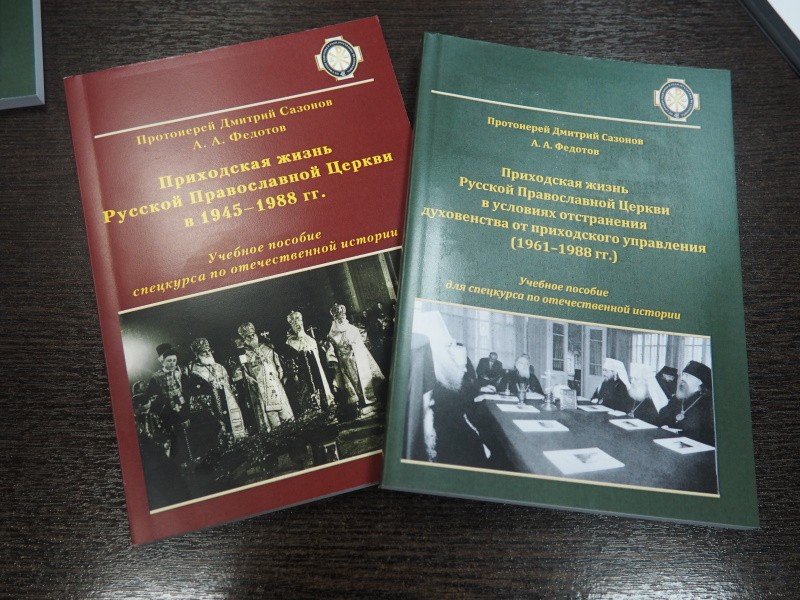 Протоиерей Дмитрий Сазонов
А. А. Федотов
Приходская жизнь
Русской Православной Церкви
в 1945–1988 гг.
Учебное пособие
спецкурса по отечественной истории
Протоиерей Дмитрий Сазонов
А. А. Федотов
Приходская жизнь
Русской Православной Церкви
в условиях отстранения
духовенства от приходского управления
(1961–1988 гг.)
Учебное пособие
для спецкурса по отечественной истории